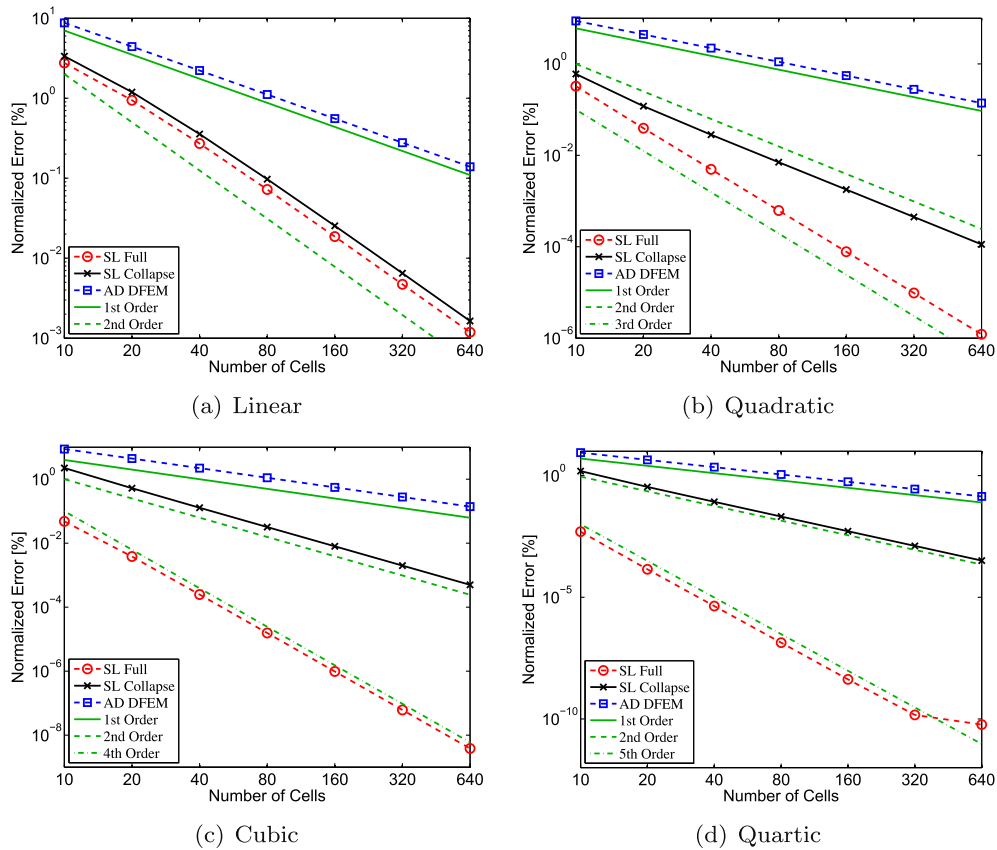 10^1
10^0
10^-1
10^-2
10^-3
Normalized Error [%]
SL Full
SL Collapse
AD DFEM
1st Order
2nd Order
10 20 40 80 160 320 640
Number of Cells
(a) Linear
10^0
10^-2
10^-4
10^-6
Normalized Error [%]
SL Full
SL Collapse
AD DFEM
1st Order
2nd Order
3rd Order
10 20 40 80 160 320 640
Number of Cells
(b) Quadratic
10^0
10^-2
10^-4
10^-6
10^-8
Normalized Error [%]
SL Full
SL Collapse
AD DFEM
1st Order
2nd Order
4th Order
10 20 40 80 160 320 640
Number of Cells
(c) Cubic
10^0
10^-5
10^-10
Normalized Error [%]
SL Full
SL Collapse
AD DFEM
1st Order
2nd Order
5th Order
10 20 40 80 160 320 640
Number of Cells
(d) Quartic